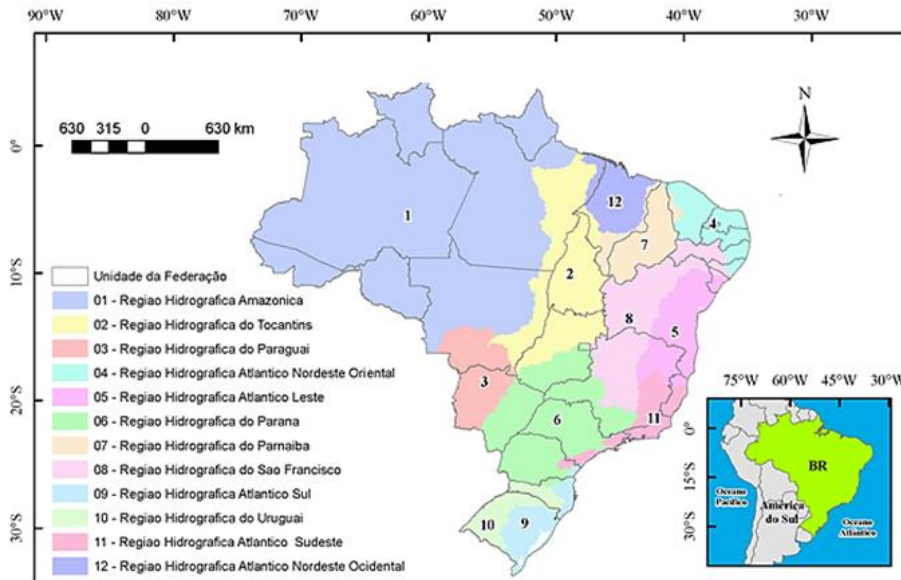 90°W 80°W 70°W 60°W 50°W 40°W 30°W
630 315 0 630 km
N
0°
10°S
20°S
30°S
1
2
3
4
5
6
7
8
9
10
11
12
Unidade da Federação
01 - Regiao Hidrografica Amazonica
02 - Regiao Hidrografica do Tocantins
03 - Regiao Hidrografica do Paraguai
04 - Regiao Hidrografica Atlantico Nordeste Oriental
05 - Regiao Hidrografica Atlantico Leste
06 - Regiao Hidrografica do Parana
07 - Regiao Hidrografica do Parnaiba
08 - Regiao Hidrografica do Sao Francisco
09 - Regiao Hidrografica Atlantico Sul
10 - Regiao Hidrografica do Uruguai
11 - Regiao Hidrografica Atlantico Sudeste
12 - Regiao Hidrografica Atlantico Nordeste Ocidental
75°W 60°W 45°W 30°W
0°
15°S
30°S
BR
Oceano
Pacífico
América
do Sul
Oceano
Atlântico